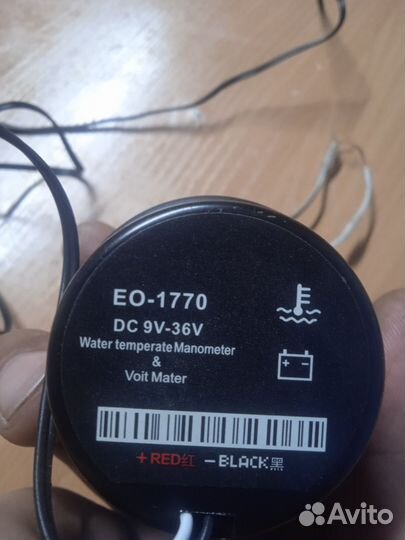 EO-1770
DC 9V-36V
Water temperate Manometer
&
Voit Mater
+RED红 -BLACK黑
Avito